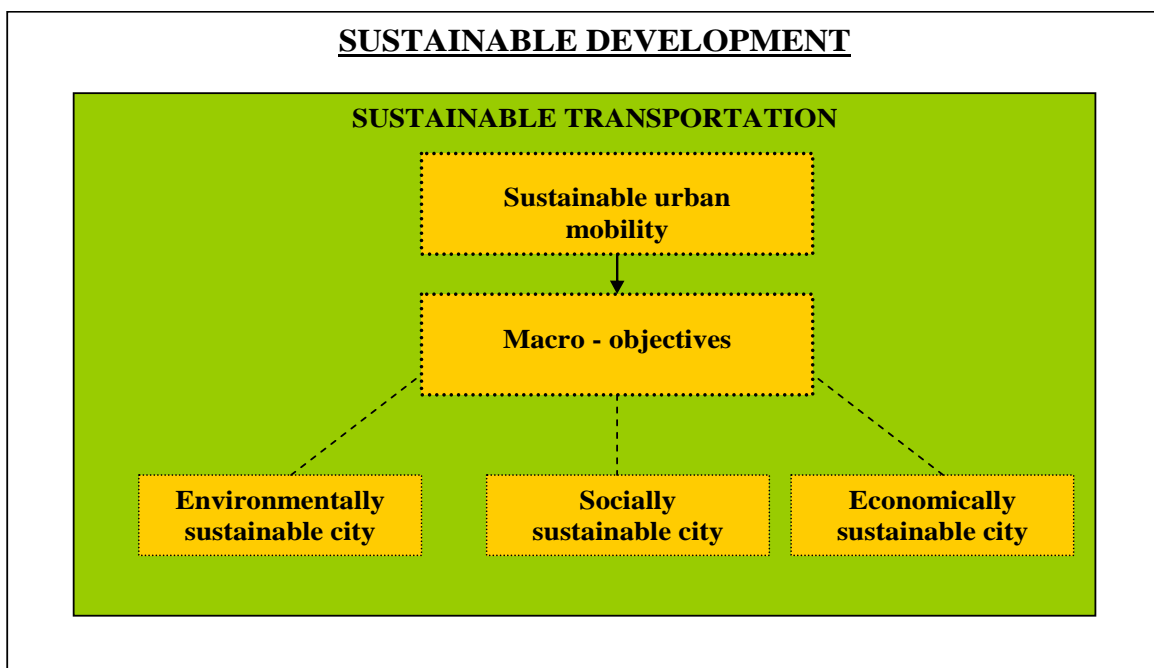 SUSTAINABLE DEVELOPMENT
SUSTAINABLE TRANSPORTATION
Sustainable urban
mobility
Macro - objectives
Environmentally
sustainable city
Socially
sustainable city
Economically
sustainable city